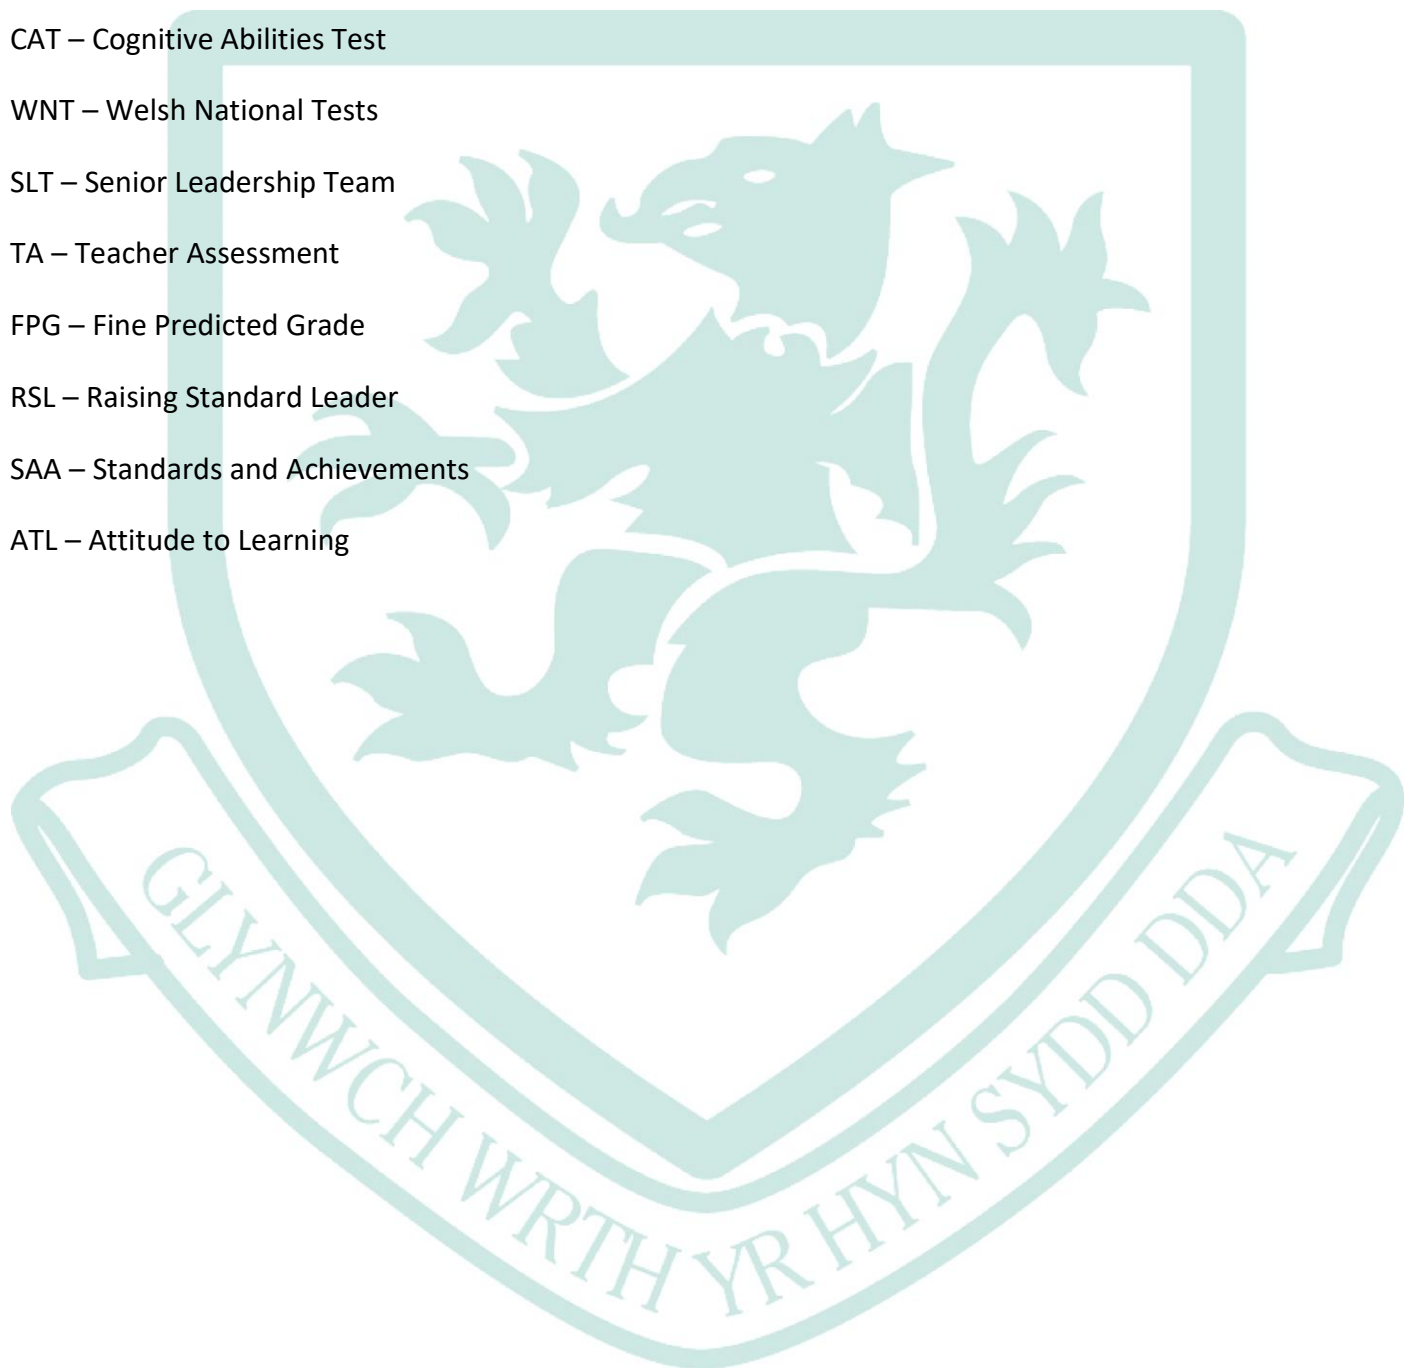 CAT – Cognitive Abilities Test
WNT – Welsh National Tests
SLT – Senior Leadership Team
TA – Teacher Assessment
FPG – Fine Predicted Grade
RSL – Raising Standard Leader
SAA – Standards and Achievements
ATL – Attitude to Learning
GLYNWCH WRTH YR HYN SYDD DDA